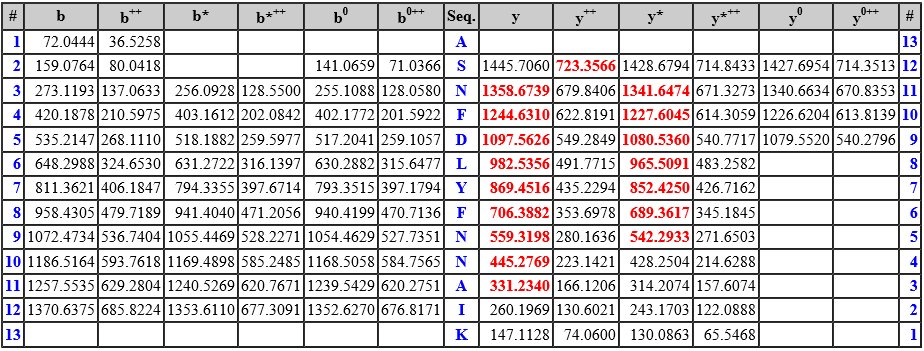 # b b++ b* b*++ b0 b0++ Seq. y y++ y* y*++ y0 y0++ #
1 72.0444 36.5258 A 13
2 159.0764 80.0418 141.0659 71.0366 S 1445.7060 723.3566 1428.6794 714.8433 1427.6954 714.3513 12
3 273.1193 137.0633 256.0928 128.5500 255.1088 128.0580 N 1358.6739 679.8406 1341.6474 671.3273 1340.6634 670.8353 11
4 420.1878 210.5975 403.1612 202.0842 402.1772 201.5922 F 1244.6310 622.8191 1227.6045 614.3059 1226.6204 613.8139 10
5 535.2147 268.1110 518.1882 259.5977 517.2041 259.1057 D 1097.5626 549.2849 1080.5360 540.7717 1079.5520 540.2796 9
6 648.2988 324.6530 631.2722 316.1397 630.2882 315.6477 L 982.5356 491.7715 965.5091 483.2582 8
7 811.3621 406.1847 794.3355 397.6714 793.3515 397.1794 Y 869.4516 435.2294 852.4250 426.7162 7
8 958.4305 479.7189 941.4040 471.2056 940.4199 470.7136 F 706.3882 353.6978 689.3617 345.1845 6
9 1072.4734 536.7404 1055.4469 528.2271 1054.4629 527.7351 N 559.3198 280.1636 542.2933 271.6503 5
10 1186.5164 593.7618 1169.4898 585.2485 1168.5058 584.7565 N 445.2769 223.1421 428.2504 214.6288 4
11 1257.5535 629.2804 1240.5269 620.7671 1239.5429 620.2751 A 331.2340 166.1206 314.2074 157.6074 3
12 1370.6375 685.8224 1353.6110 677.3091 1352.6270 676.8171 I 260.1969 130.6021 243.1703 122.0888 2
13 K 147.1128 74.0600 130.0863 65.5468 1